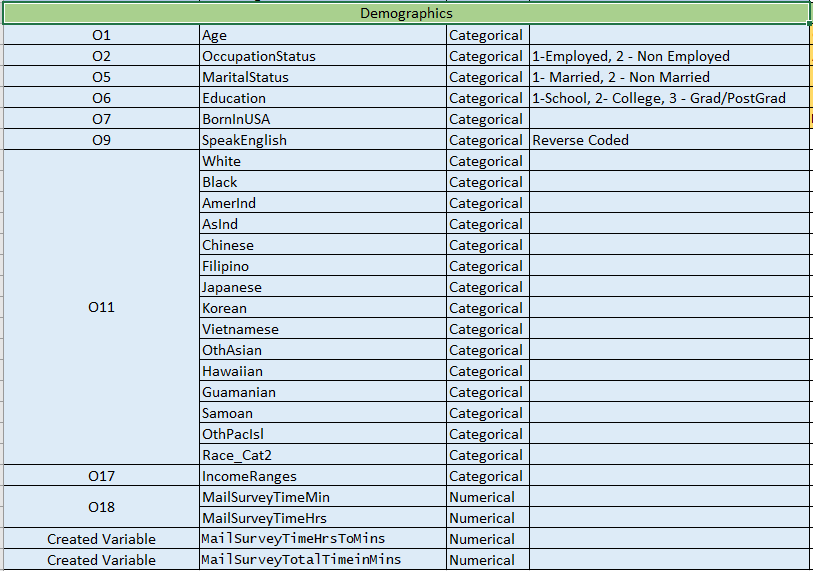 Demographics
O1 Age Categorical
O2 OccupationStatus Categorical 1-Employed, 2 - Non Employed
O5 MaritalStatus Categorical 1- Married, 2 - Non Married
O6 Education Categorical 1-School, 2- College, 3 - Grad/PostGrad
O7 BornInUSA Categorical
O9 SpeakEnglish Categorical Reverse Coded
White Categorical
Black Categorical
AmerInd Categorical
AsInd Categorical
Chinese Categorical
Filipino Categorical
Japanese Categorical
O11 Korean Categorical
Vietnamese Categorical
OthAsian Categorical
Hawaiian Categorical
Guamanian Categorical
Samoan Categorical
OthPacIsl Categorical
Race_Cat2 Categorical
O17 IncomeRanges Categorical
O18 MailSurveyTimeMin Numerical
MailSurveyTimeHrs Numerical
Created Variable MailSurveyTimeHrsToMins Numerical
Created Variable MailSurveyTotalTimeinMins Numerical